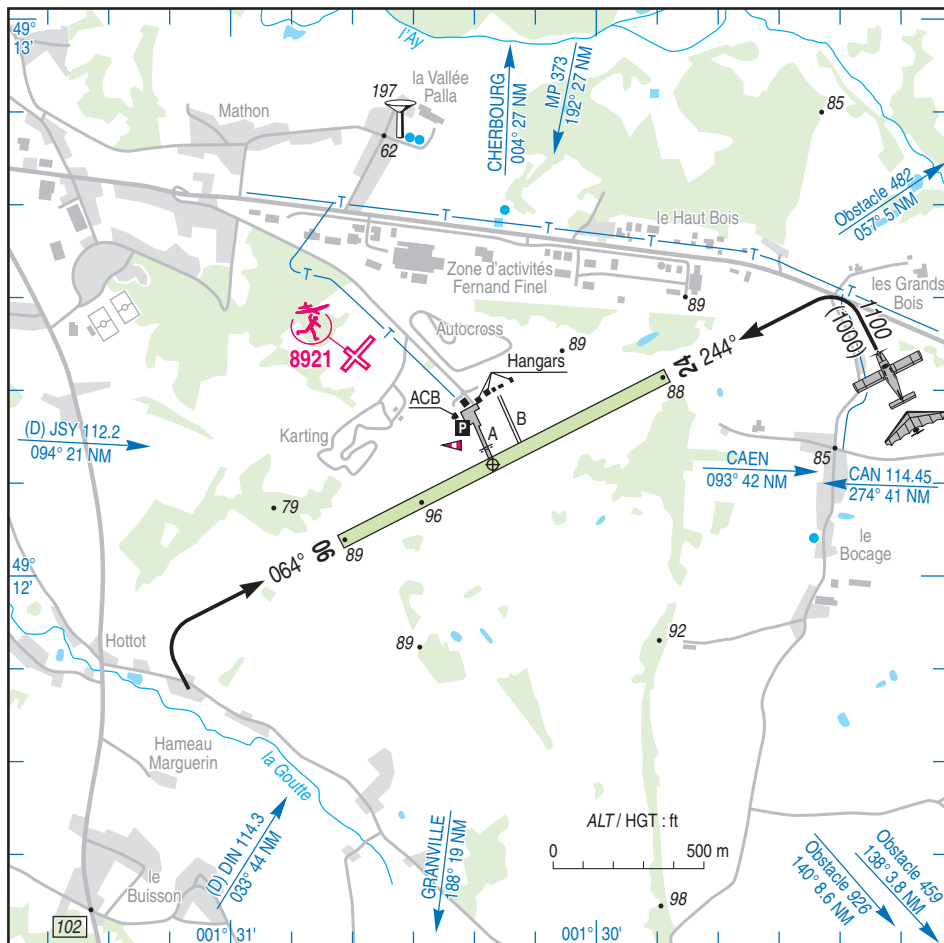 49°
13'
l'Ay
CHERBOURG
004° 27 NM
MP 373
192° 27 NM
197
la Vallée
Palla
Mathon
62
85
Obstacle 482
057° 5 NM
T
T
T
T
T
T
T
le Haut Bois
Zone d'activités
Fernand Finel
les Grands
Bois
89
8921
Autocross
89
1100
(1000)
24
244°
Hangars
88
ACB
P
A
B
Karting
(D) JSY 112.2
094° 21 NM
CAEN
093° 42 NM
85
CAN 114.45
274° 41 NM
79
96
06
064°
89
le
Bocage
49°
12'
Hottot
89
92
Hameau
Marguerin
la Goutte
ALT / HGT : ft
0
500 m
(D) DIN 114.3
033° 44 NM
GRANVILLE
188° 19 NM
le
Buisson
102
98
Obstacle 926
140° 8.6 NM
Obstacle 459
138° 3.8 NM
001° 31'
001° 30'